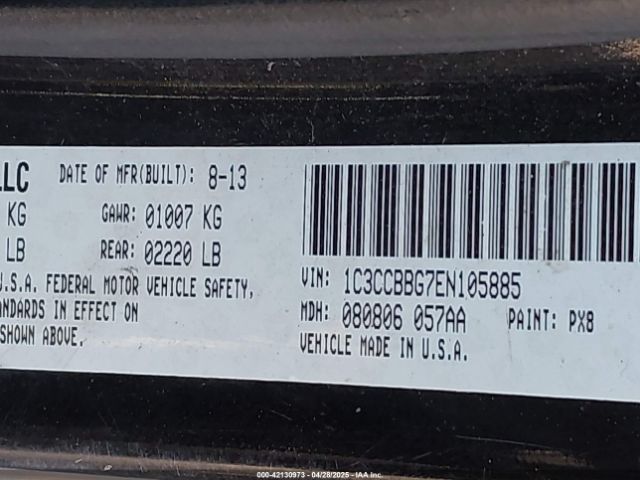 LLC DATE OF MFR(BUILT): 8-13
KG GAWR: 01007 KG
LB REAR: 02220 LB
U.S.A. FEDERAL MOTOR VEHICLE SAFETY,
STANDARDS IN EFFECT ON
SHOWN ABOVE.
VIN: 1C3CCBBG7EN105885
MDH: 080806 057AA PAINT: PX8
VEHICLE MADE IN U.S.A.
000-42130973 - 04/28/2025 - IAA Inc.